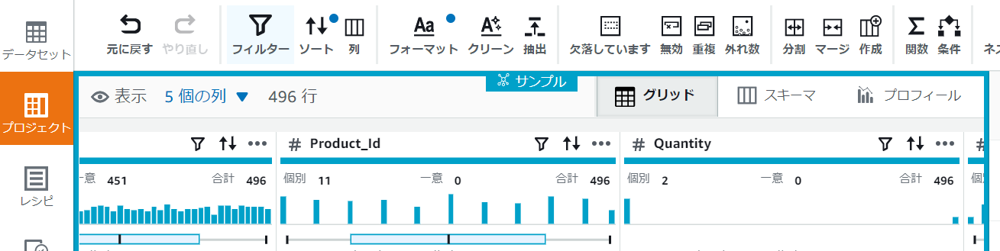 データセット
プロジェクト
レシピ
元に戻す やり直し フィルター ソート 列 フォーマット クリーン 抽出 欠落しています 無効 重複 外れ数 分割 マージ 作成 関数 条件
サンプル
表示 5 個の列 496 行 グリッド スキーマ プロフィール
# Product_Id # Quantity #
一意 451 合計 496 個別 11 一意 0 合計 496 個別 2 一意 0 合計 496